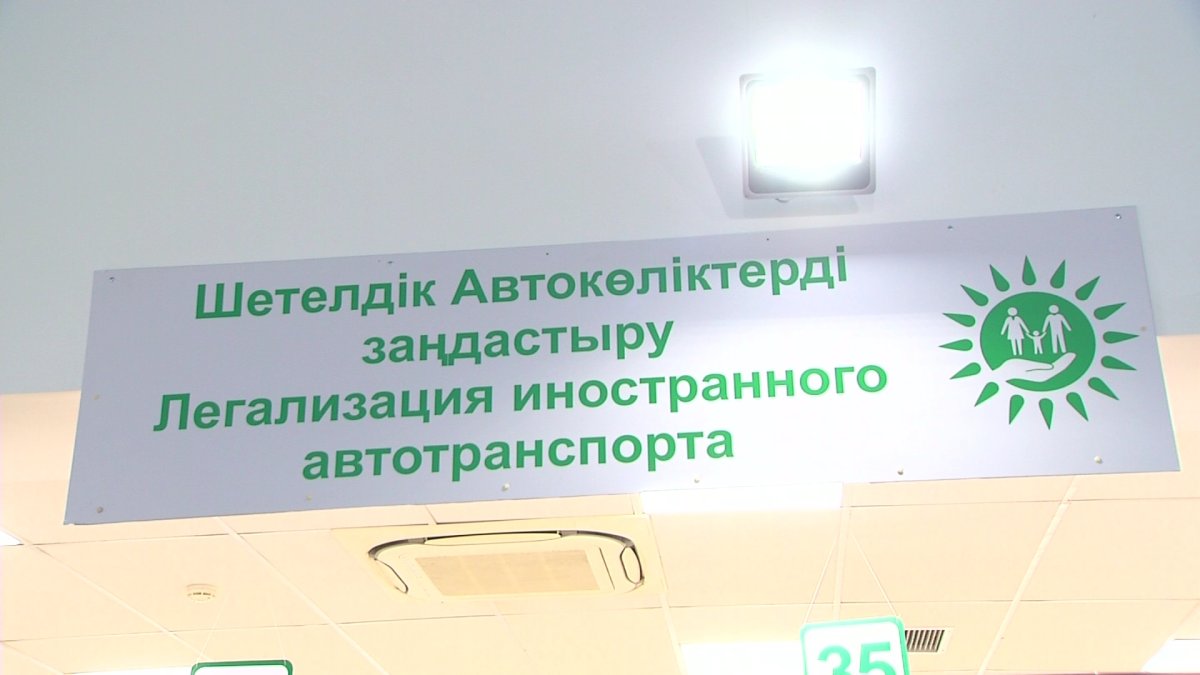 Шетелдік Автокөліктерді
заңдастыру
Легализация иностранного
автотранспорта
35